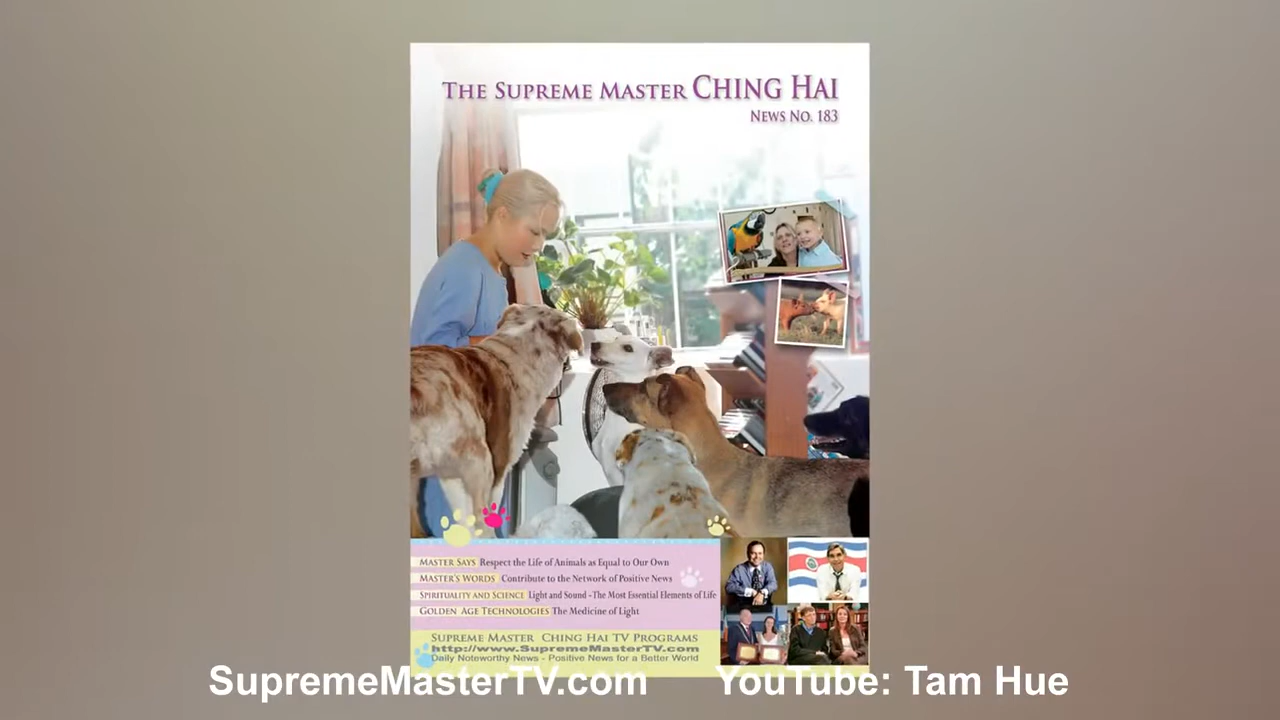 THE SUPREME MASTER CHING HAI
NEWS NO. 183
MASTER SAYS Respect the Life of Animals as Equal to Our Own
MASTER'S WORDS Contribute to the Network of Positive News
SPIRITUALITY AND SCIENCE Light and Sound - The Most Essential Elements of Life
GOLDEN AGE TECHNOLOGIES The Medicine of Light
SUPREME MASTER CHING HAI TV PROGRAMS
http://www.SupremeMasterTV.com
Daily Noteworthy News - Positive News for a Better World
SupremeMasterTV.com YouTube: Tam Hue